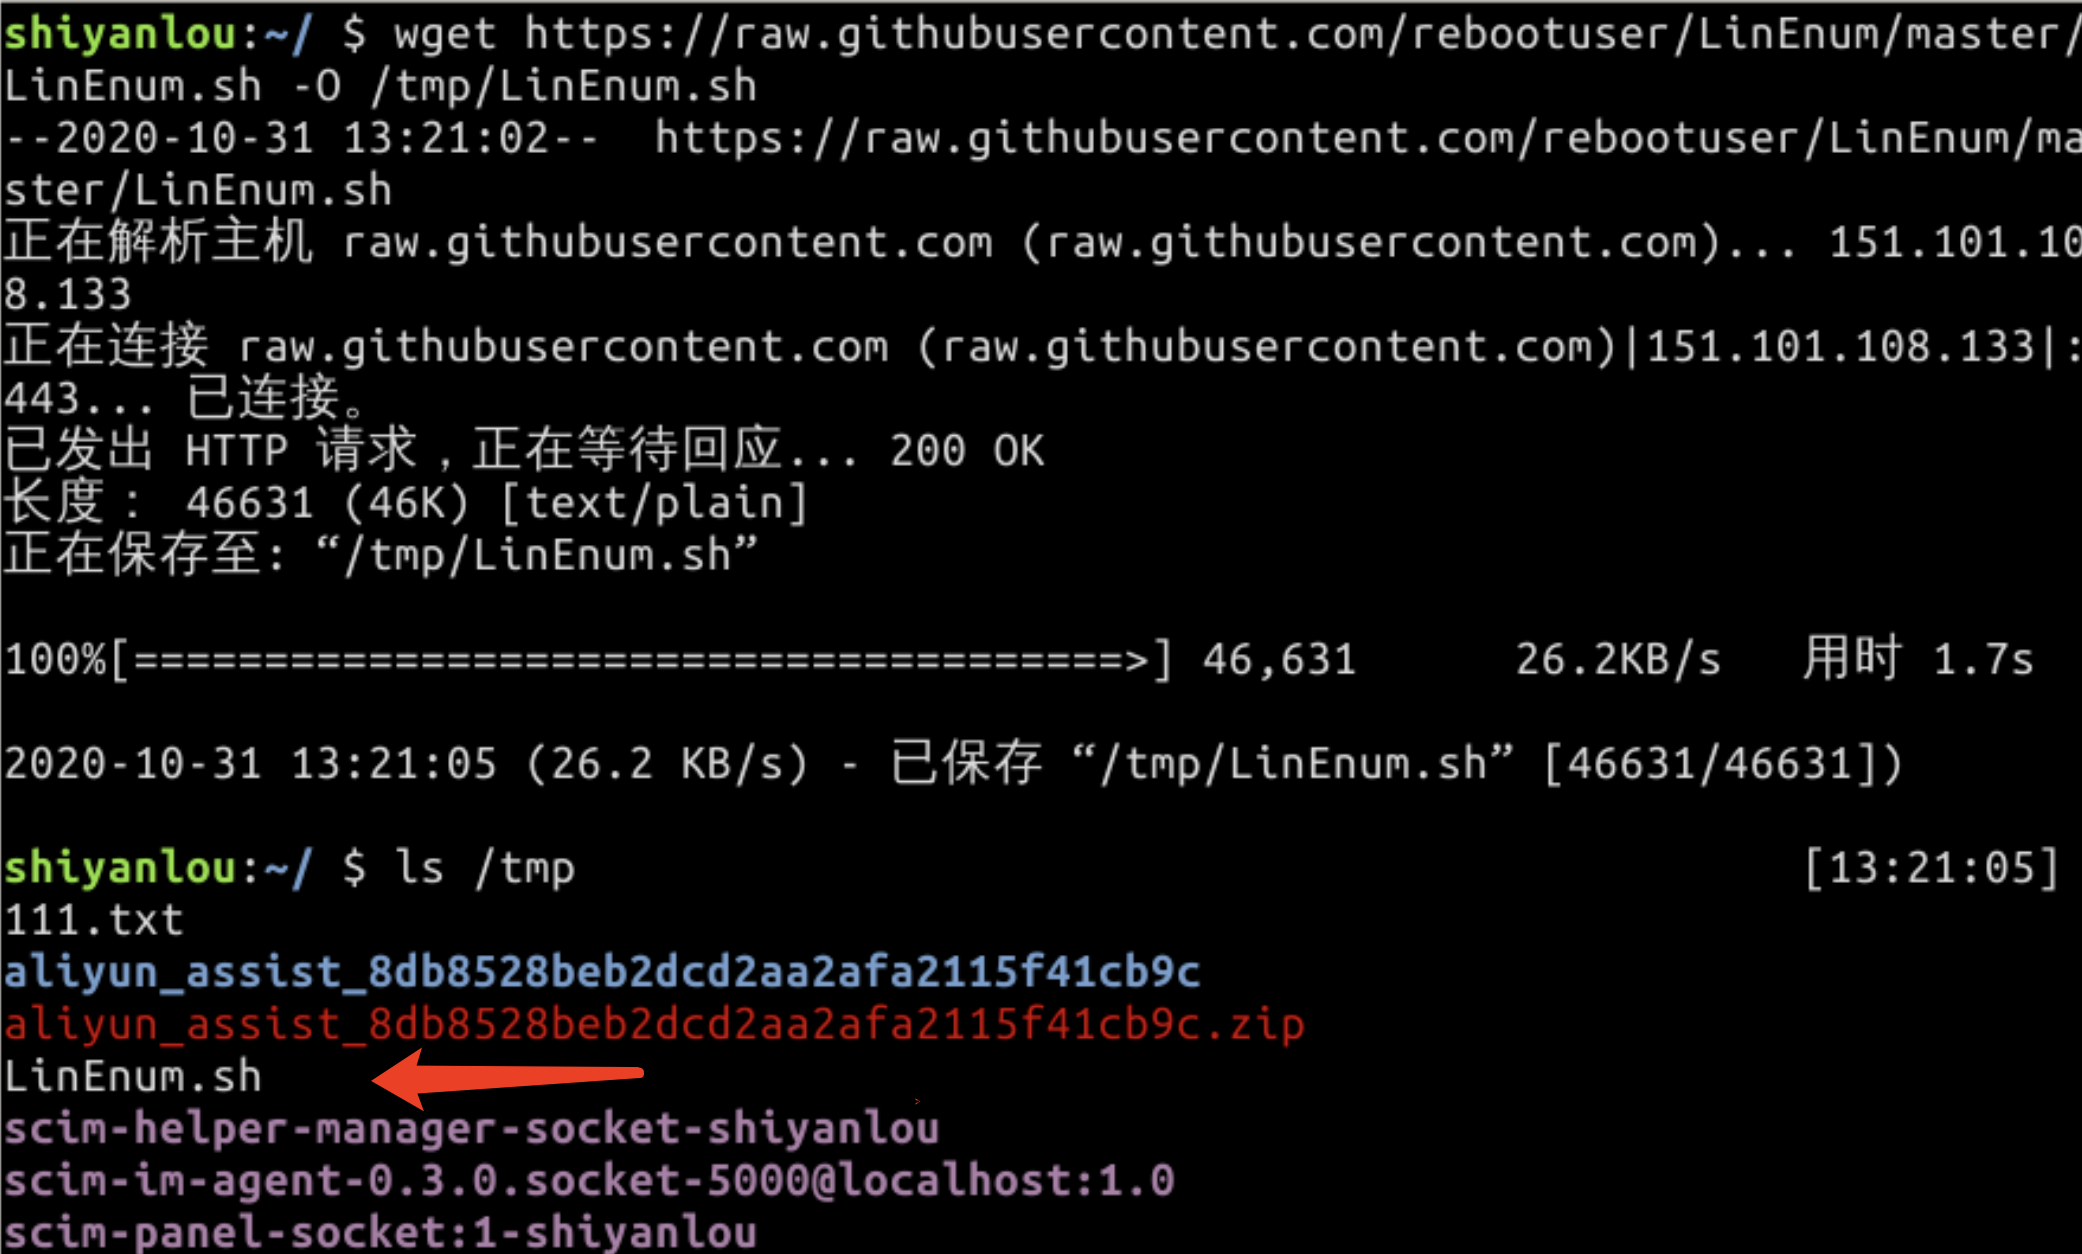 shiyanlou:~/ $ wget https://raw.githubusercontent.com/rebootuser/LinEnum/master/
LinEnum.sh -O /tmp/LinEnum.sh
--2020-10-31 13:21:02--  https://raw.githubusercontent.com/rebootuser/LinEnum/ma
ster/LinEnum.sh
正在解析主机 raw.githubusercontent.com (raw.githubusercontent.com)... 151.101.10
8.133
正在连接 raw.githubusercontent.com (raw.githubusercontent.com)|151.101.108.133|:
443... 已连接。
已发出 HTTP 请求，正在等待回应... 200 OK
长度： 46631 (46K) [text/plain]
正在保存至: “/tmp/LinEnum.sh”
100%[======================================>] 46,631      26.2KB/s   用时 1.7s
2020-10-31 13:21:05 (26.2 KB/s) - 已保存 “/tmp/LinEnum.sh” [46631/46631])
shiyanlou:~/ $ ls /tmp [13:21:05]
111.txt
aliyun_assist_8db8528beb2dcd2aa2afa2115f41cb9c
aliyun_assist_8db8528beb2dcd2aa2afa2115f41cb9c.zip
LinEnum.sh
scim-helper-manager-socket-shiyanlou
scim-im-agent-0.3.0.socket-5000@localhost:1.0
scim-panel-socket:1-shiyanlou